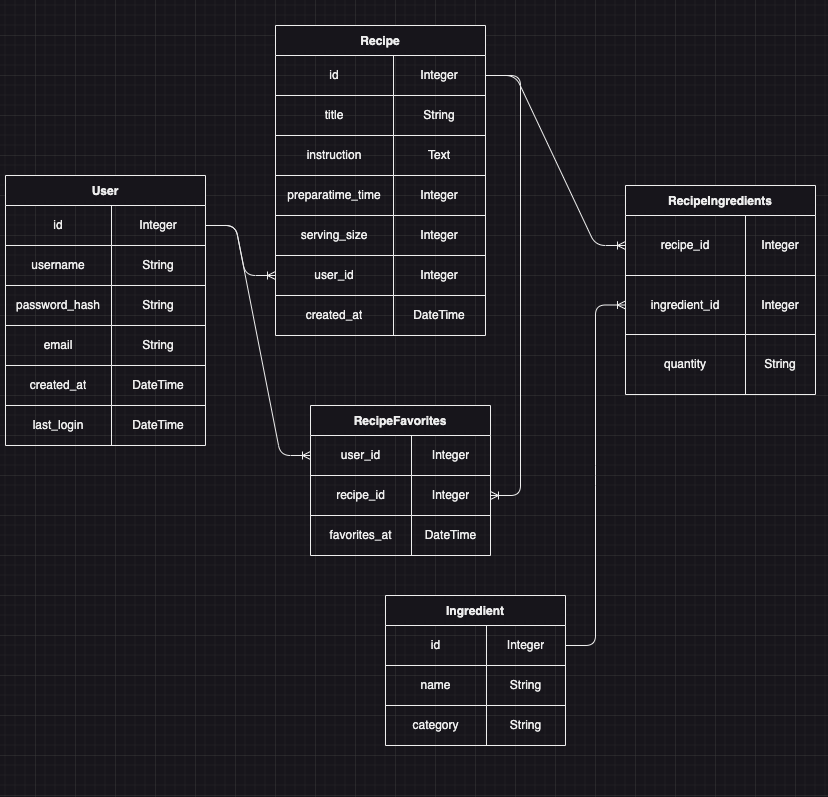 Recipe
id Integer
title String
instruction Text
preparatime_time Integer
serving_size Integer
user_id Integer
created_at DateTime
User
id Integer
username String
password_hash String
email String
created_at DateTime
last_login DateTime
RecipeIngredients
recipe_id Integer
ingredient_id Integer
quantity String
RecipeFavorites
user_id Integer
recipe_id Integer
favorites_at DateTime
Ingredient
id Integer
name String
category String